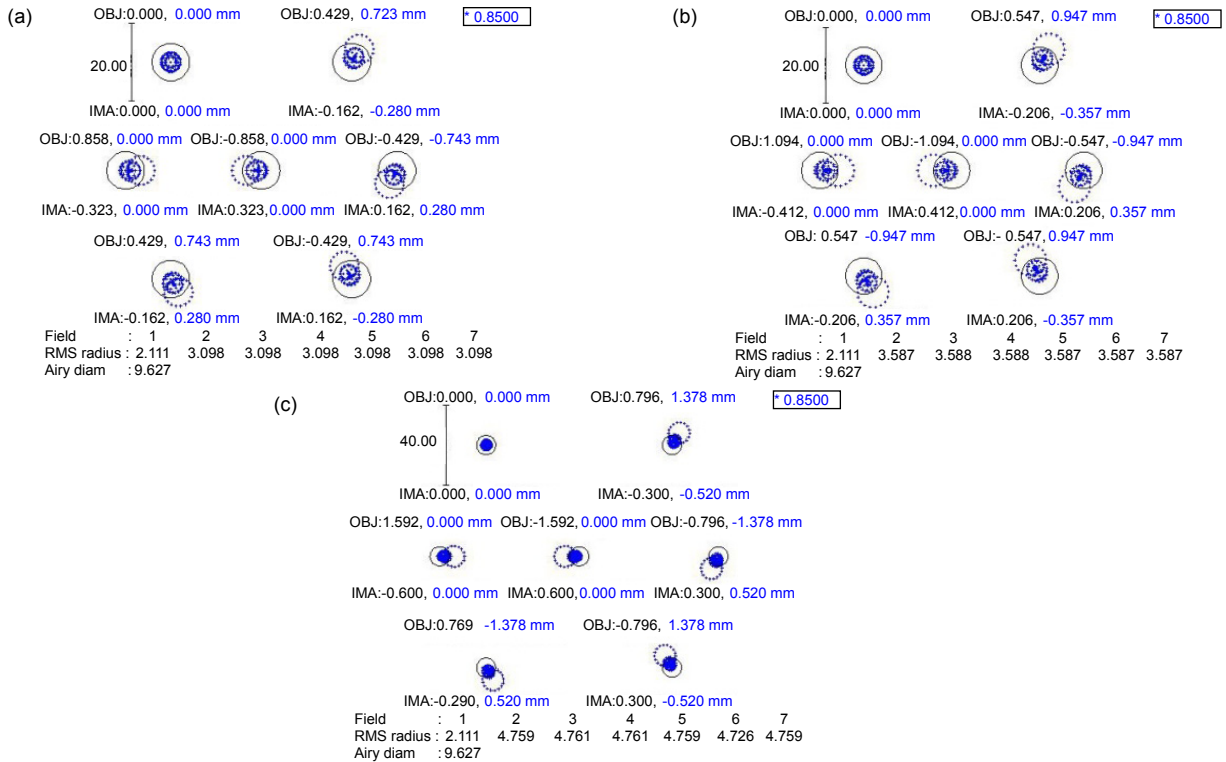 (a)
OBJ:0.000, 0.000 mm OBJ:0.429, 0.723 mm * 0.8500
20.00
IMA:0.000, 0.000 mm IMA:-0.162, -0.280 mm
OBJ:0.858, 0.000 mm OBJ:-0.858, 0.000 mm OBJ:-0.429, -0.743 mm
IMA:-0.323, 0.000 mm IMA:0.323, 0.000 mm IMA:0.162, 0.280 mm
OBJ:0.429, 0.743 mm OBJ:-0.429, 0.743 mm
IMA:-0.162, 0.280 mm IMA:0.162, -0.280 mm
Field : 1 2 3 4 5 6 7
RMS radius : 2.111 3.098 3.098 3.098 3.098 3.098 3.098
Airy diam : 9.627
(b)
OBJ:0.000, 0.000 mm OBJ:0.547, 0.947 mm * 0.8500
20.00
IMA:0.000, 0.000 mm IMA:-0.206, -0.357 mm
OBJ:1.094, 0.000 mm OBJ:-1.094, 0.000 mm OBJ:-0.547, -0.947 mm
IMA:-0.412, 0.000 mm IMA:0.412, 0.000 mm IMA:0.206, 0.357 mm
OBJ: 0.547 -0.947 mm OBJ:- 0.547, 0.947 mm
IMA:-0.206, 0.357 mm IMA:0.206, -0.357 mm
Field : 1 2 3 4 5 6 7
RMS radius : 2.111 3.587 3.588 3.588 3.587 3.587 3.587
Airy diam : 9.627
(c)
OBJ:0.000, 0.000 mm OBJ:0.796, 1.378 mm * 0.8500
40.00
IMA:0.000, 0.000 mm IMA:-0.300, -0.520 mm
OBJ:1.592, 0.000 mm OBJ:-1.592, 0.000 mm OBJ:-0.796, -1.378 mm
IMA:-0.600, 0.000 mm IMA:0.600, 0.000 mm IMA:0.300, 0.520 mm
OBJ:0.769 -1.378 mm OBJ:-0.796, 1.378 mm
IMA:-0.290, 0.520 mm IMA:0.300, -0.520 mm
Field : 1 2 3 4 5 6 7
RMS radius : 2.111 4.759 4.761 4.761 4.759 4.726 4.759
Airy diam : 9.627